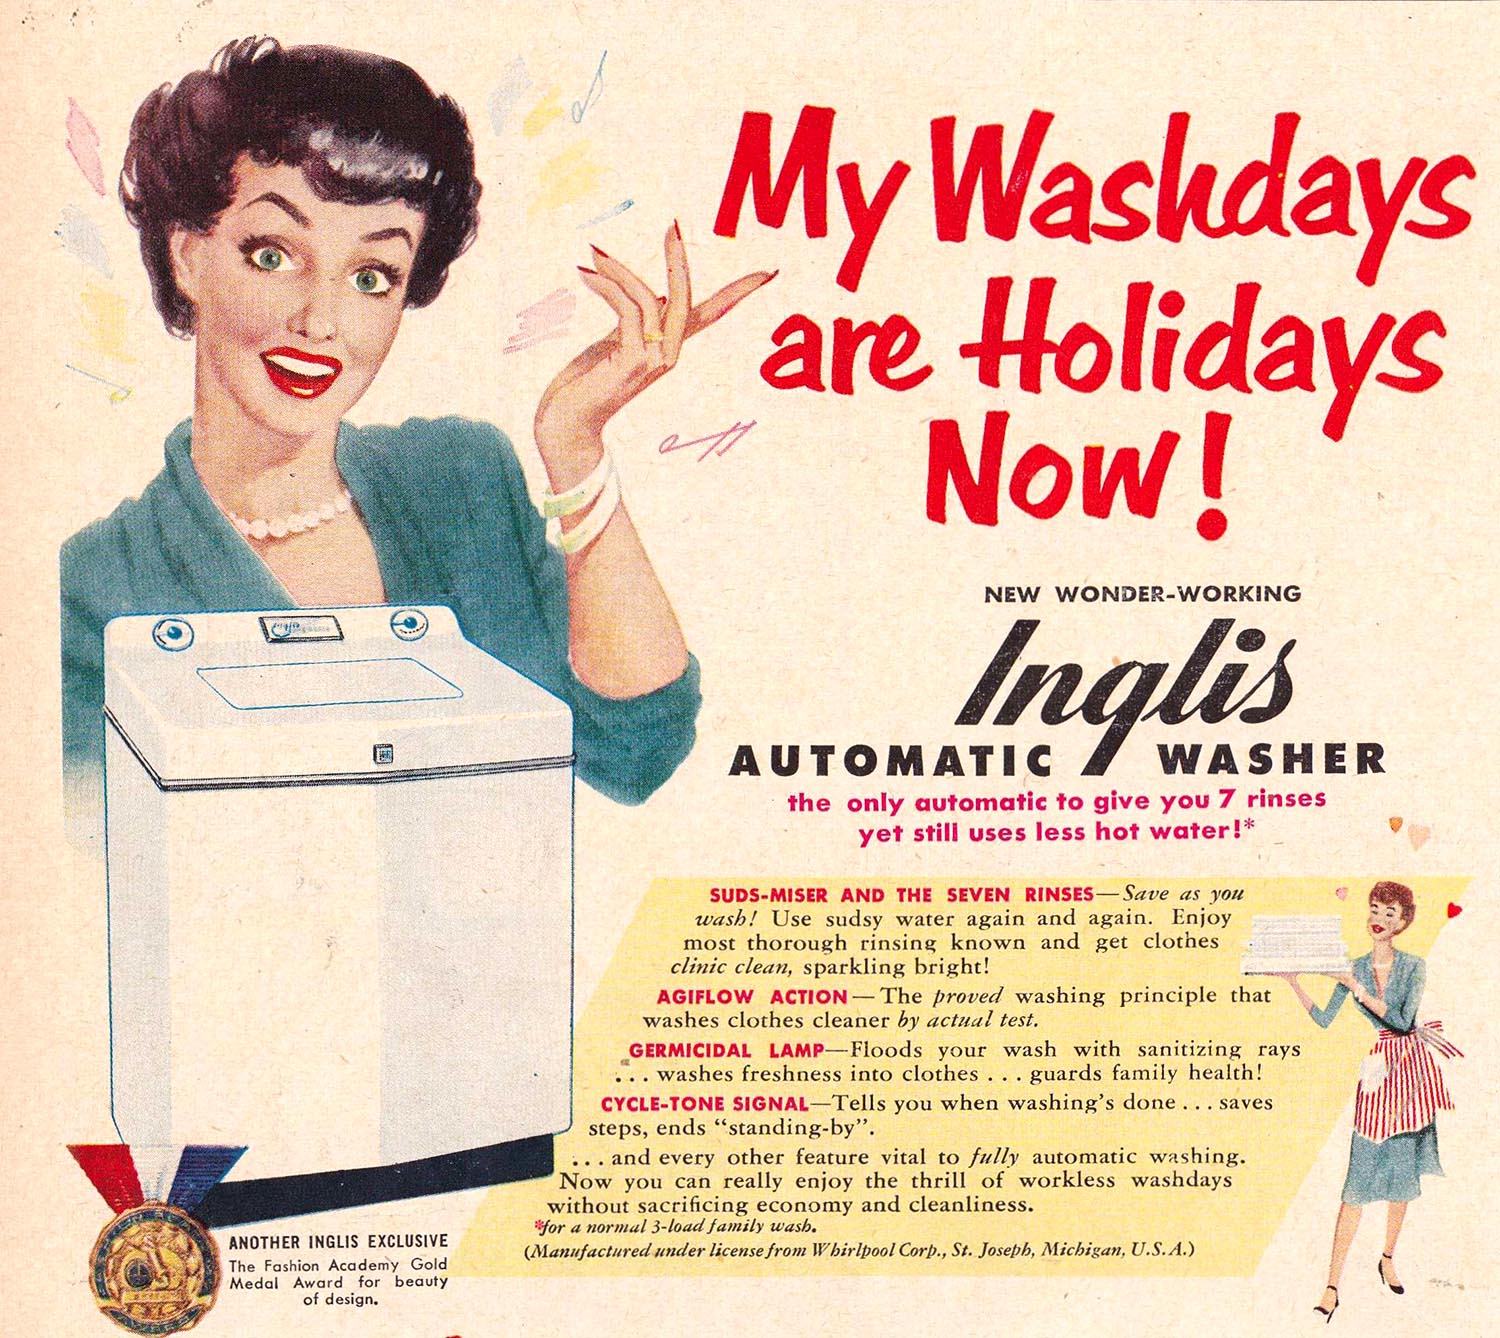 My Washdays
are Holidays
Now!
NEW WONDER-WORKING
Inglis
AUTOMATIC WASHER
the only automatic to give you 7 rinses
yet still uses less hot water!*
SUDS-MISER AND THE SEVEN RINSES—Save as you
wash! Use sudsy water again and again. Enjoy
most thorough rinsing known and get clothes
clinic clean, sparkling bright!
AGIFLOW ACTION—The proved washing principle that
washes clothes cleaner by actual test.
GERMICIDAL LAMP—Floods your wash with sanitizing rays
... washes freshness into clothes ... guards family health!
CYCLE-TONE SIGNAL—Tells you when washing's done ... saves
steps, ends “standing-by”.
... and every other feature vital to fully automatic washing.
Now you can really enjoy the thrill of workless washdays
without sacrificing economy and cleanliness.
*for a normal 3-load family wash.
(Manufactured under license from Whirlpool Corp., St. Joseph, Michigan, U.S.A.)
ANOTHER INGLIS EXCLUSIVE
The Fashion Academy Gold
Medal Award for beauty
of design.